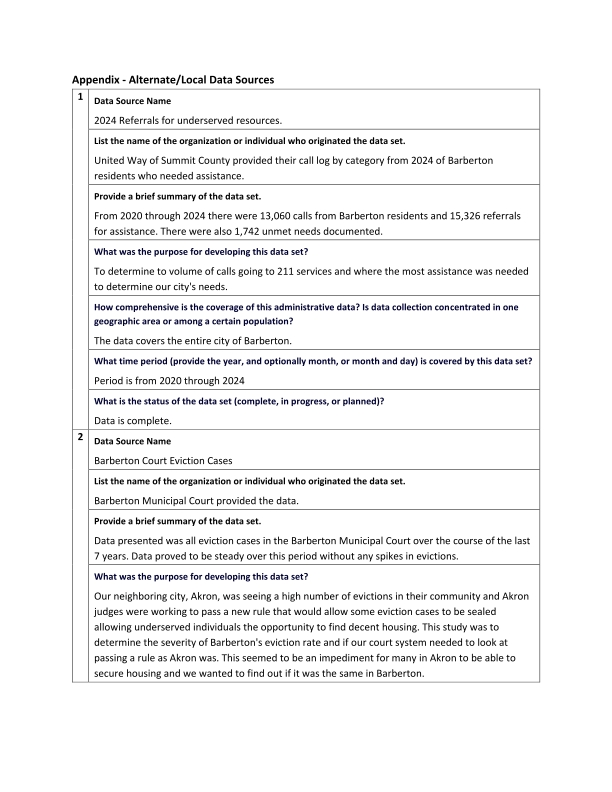 Appendix - Alternate/Local Data Sources
1
Data Source Name
2024 Referrals for underserved resources.
List the name of the organization or individual who originated the data set.
United Way of Summit County provided their call log by category from 2024 of Barberton
residents who needed assistance.
Provide a brief summary of the data set.
From 2020 through 2024 there were 13,060 calls from Barberton residents and 15,326 referrals
for assistance. There were also 1,742 unmet needs documented.
What was the purpose for developing this data set?
To determine to volume of calls going to 211 services and where the most assistance was needed
to determine our city's needs.
How comprehensive is the coverage of this administrative data? Is data collection concentrated in one
geographic area or among a certain population?
The data covers the entire city of Barberton.
What time period (provide the year, and optionally month, or month and day) is covered by this data set?
Period is from 2020 through 2024
What is the status of the data set (complete, in progress, or planned)?
Data is complete.
2
Data Source Name
Barberton Court Eviction Cases
List the name of the organization or individual who originated the data set.
Barberton Municipal Court provided the data.
Provide a brief summary of the data set.
Data presented was all eviction cases in the Barberton Municipal Court over the course of the last
7 years. Data proved to be steady over this period without any spikes in evictions.
What was the purpose for developing this data set?
Our neighboring city, Akron, was seeing a high number of evictions in their community and Akron
judges were working to pass a new rule that would allow some eviction cases to be sealed
allowing underserved individuals the opportunity to find decent housing. This study was to
determine the severity of Barberton's eviction rate and if our court system needed to look at
passing a rule as Akron was. This seemed to be an impediment for many in Akron to be able to
secure housing and we wanted to find out if it was the same in Barberton.